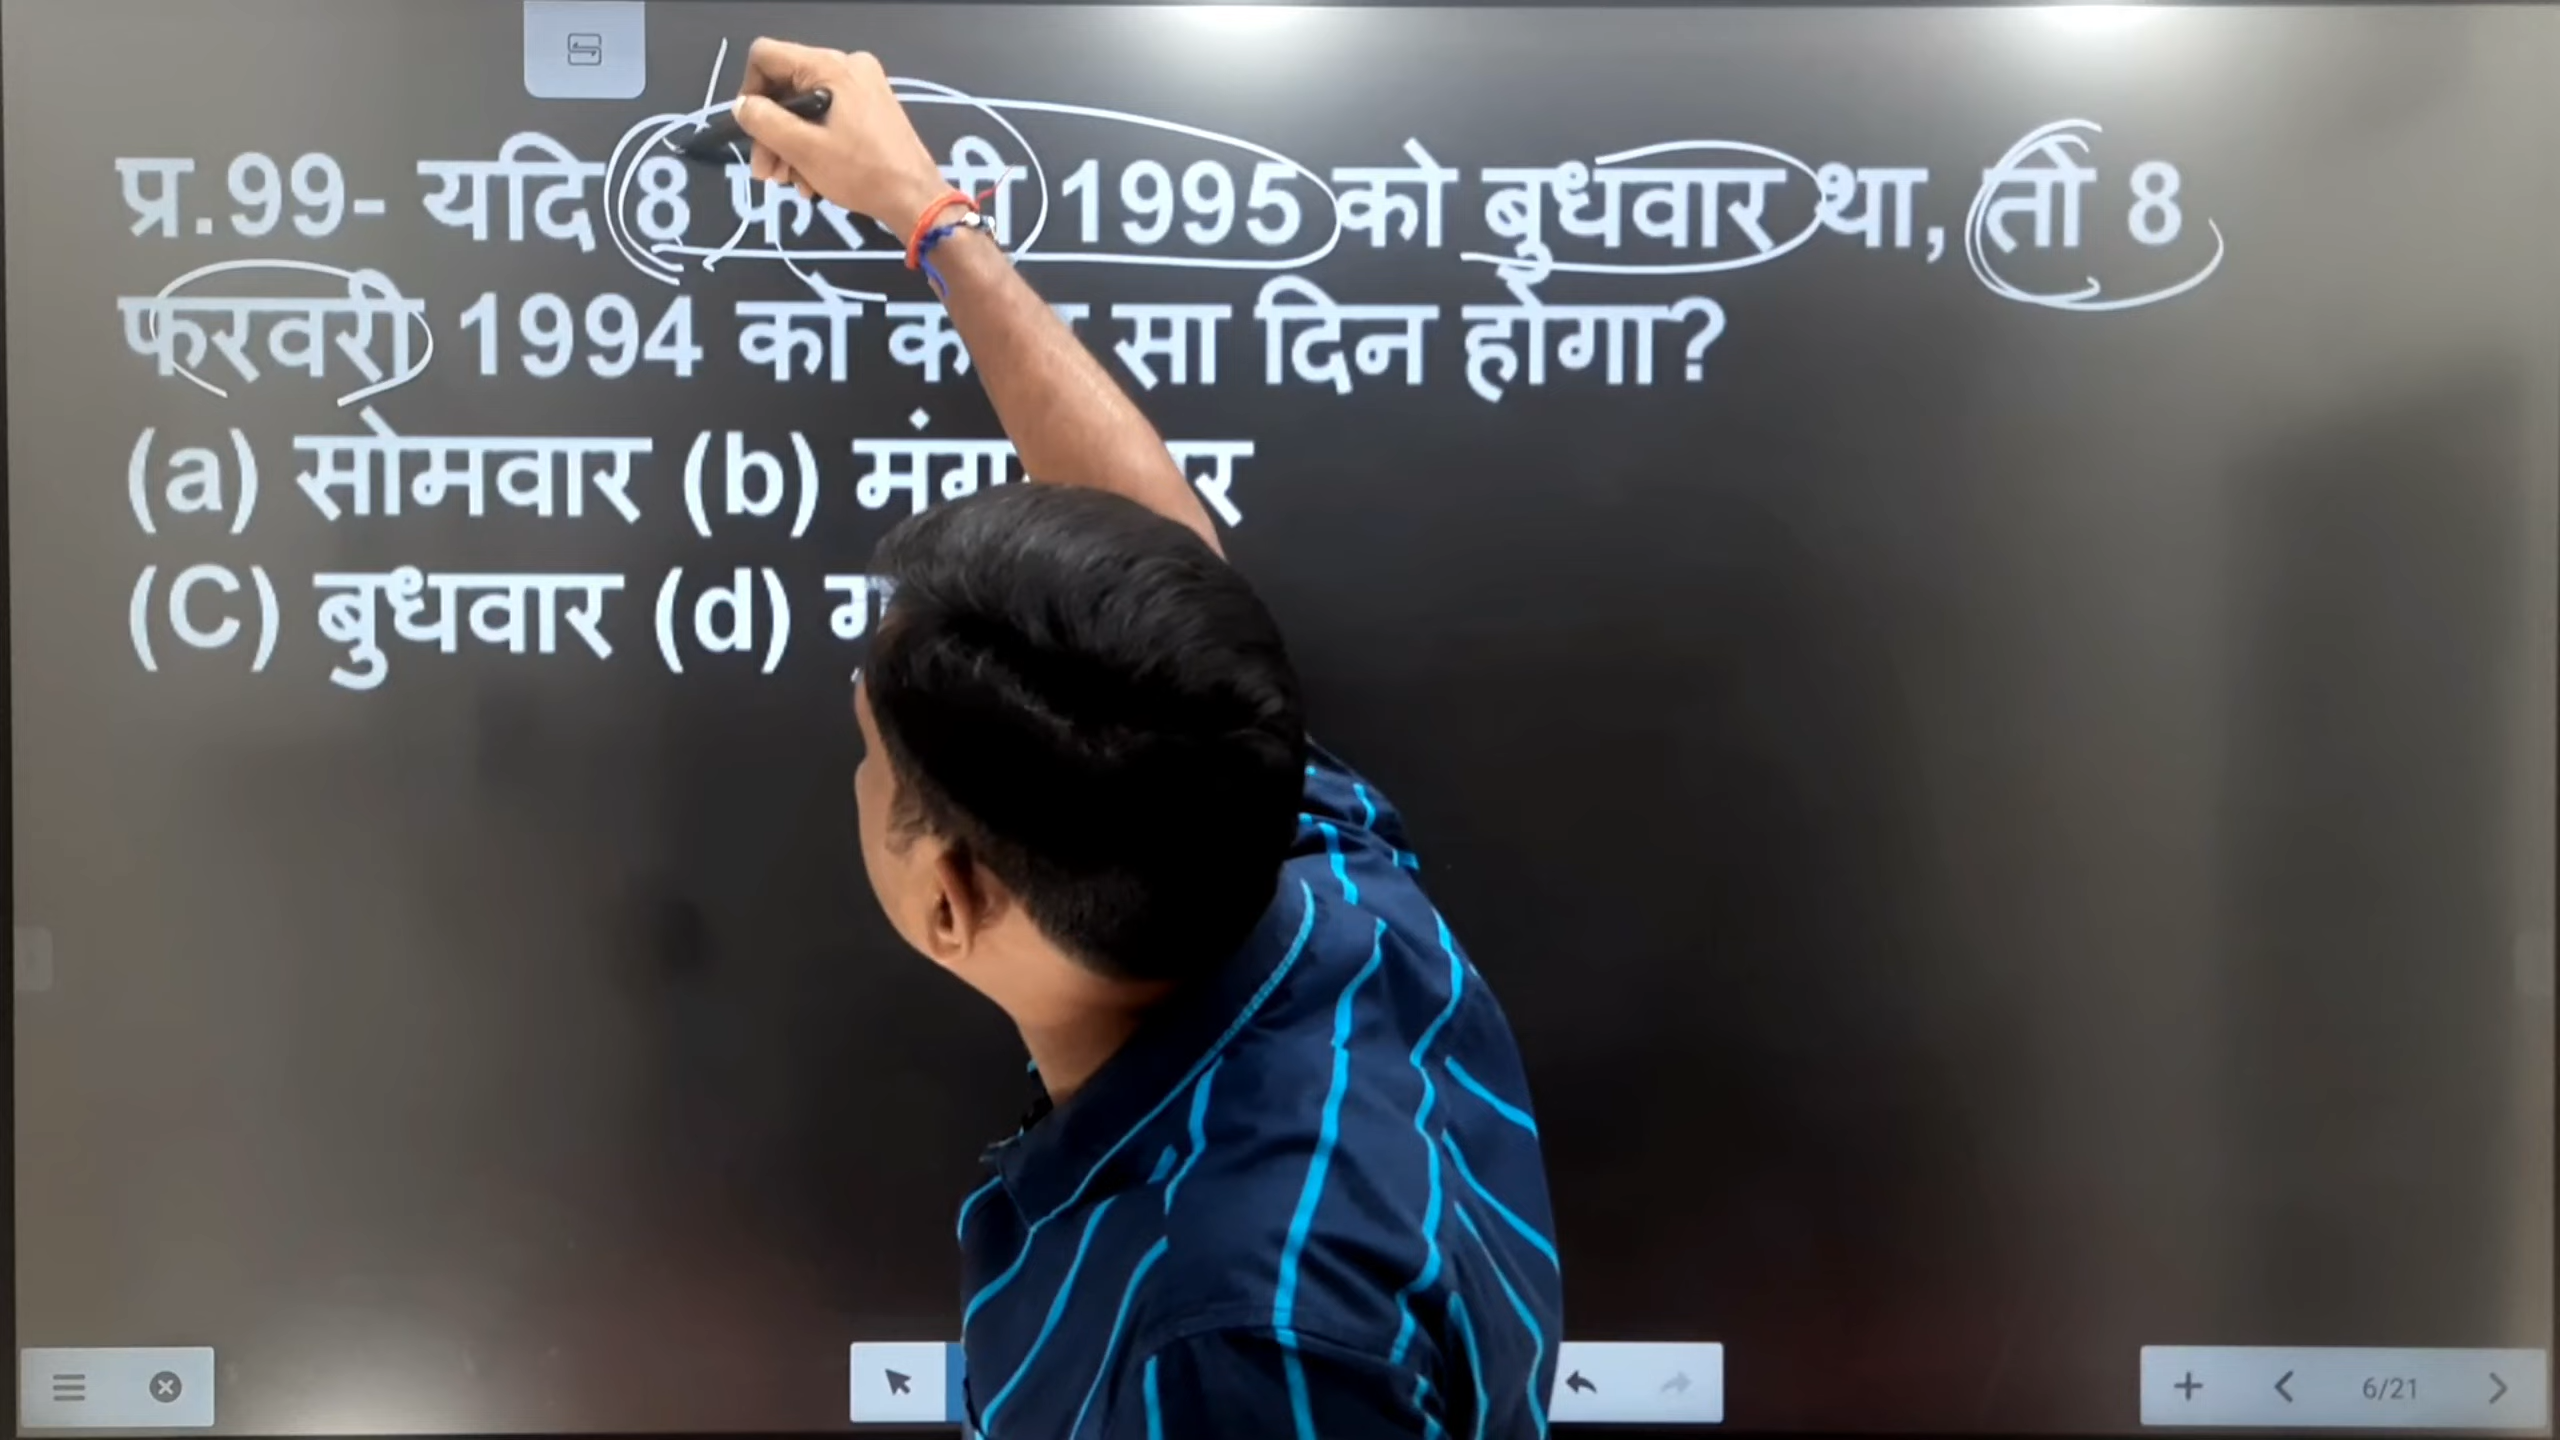 प्र.99- यदि 8 1995 को बुधवार था, तो 8
फरवरी 1994 को सा दिन होगा?
(a) सोमवार (b)
(C) बुधवार (d)
6/21